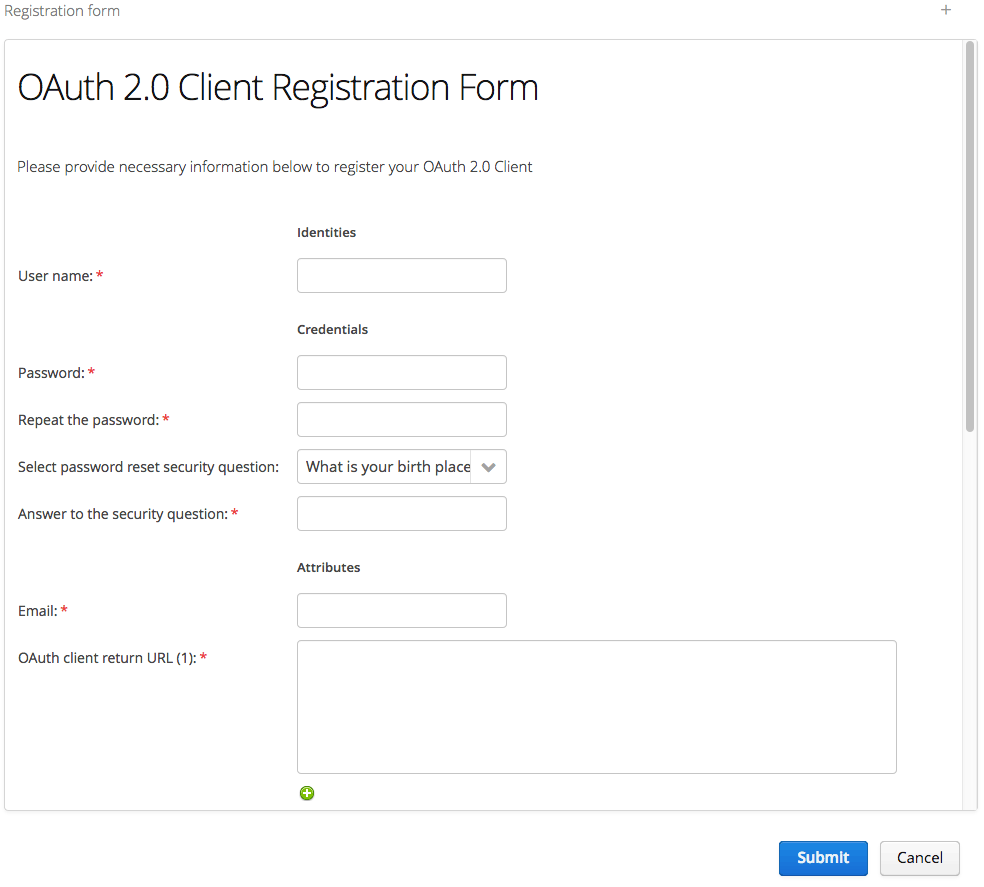 Registration form
OAuth 2.0 Client Registration Form
Please provide necessary information below to register your OAuth 2.0 Client
Identities
User name: *
Credentials
Password: *
Repeat the password: *
Select password reset security question: What is your birth place
Answer to the security question: *
Attributes
Email: *
OAuth client return URL (1): *
Submit Cancel